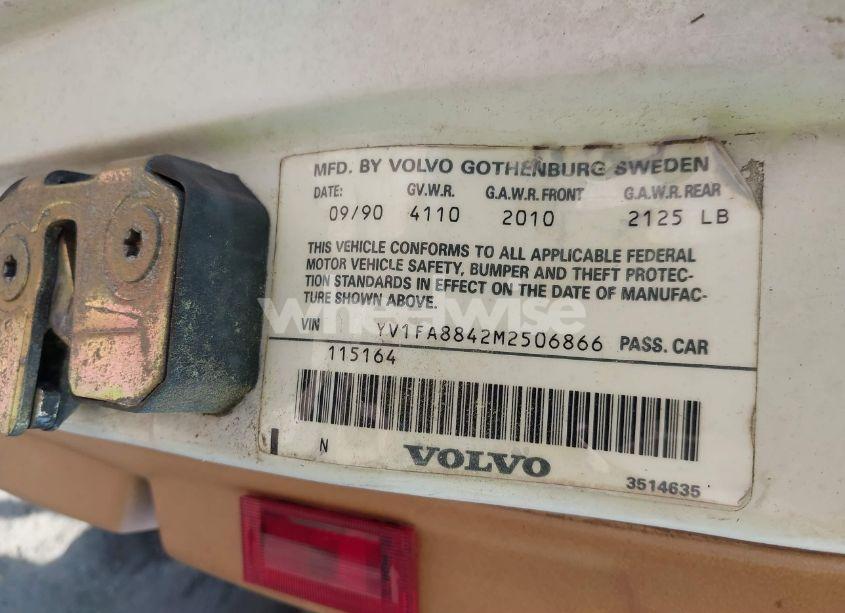 MFD. BY VOLVO GOTHENBURG SWEDEN
DATE: G.V.W.R. G.A.W.R. FRONT G.A.W.R. REAR
09/90 4110 2010 2125 LB
THIS VEHICLE CONFORMS TO ALL APPLICABLE FEDERAL
MOTOR VEHICLE SAFETY, BUMPER AND THEFT PROTEC-
TION STANDARDS IN EFFECT ON THE DATE OF MANUFAC-
TURE SHOWN ABOVE.
wheelwise
VIN YV1FA8842M2506866 PASS. CAR
115164
N VOLVO
3514635